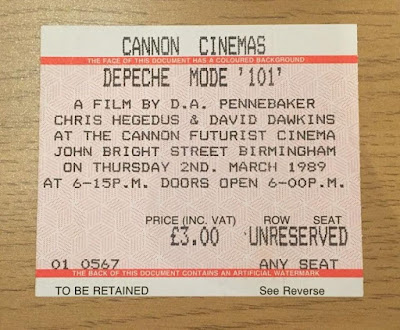 CANNON CINEMAS
THE FACE OF THIS DOCUMENT HAS A COLOURED BACKGROUND
DEPECHE MODE '101'
A FILM BY D.A. PENNEBAKER
CHRIS HEGEDUS & DAVID DAWKINS
AT THE CANNON FUTURIST CINEMA
JOHN BRIGHT STREET BIRMINGHAM
ON THURSDAY 2ND. MARCH 1989
AT 6-15P.M. DOORS OPEN 6-00P.M.
PRICE (INC. VAT) ROW SEAT
£3.00 UNRESERVED
01 0567 ANY SEAT
THE BACK OF THIS DOCUMENT CONTAINS AN ARTIFICIAL WATERMARK
TO BE RETAINED See Reverse